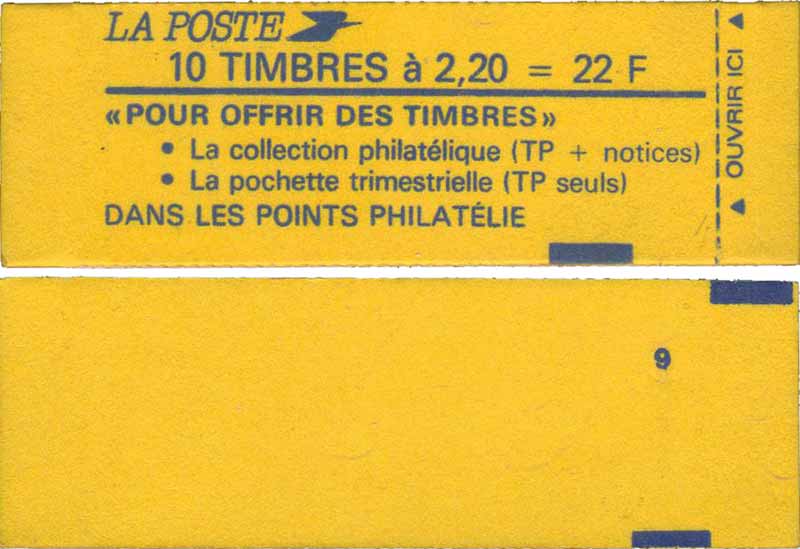 LA POSTE
10 TIMBRES à 2,20 = 22 F
«POUR OFFRIR DES TIMBRES»
• La collection philatélique (TP + notices)
• La pochette trimestrielle (TP seuls)
DANS LES POINTS PHILATÉLIE
▲ OUVRIR ICI ▲
9